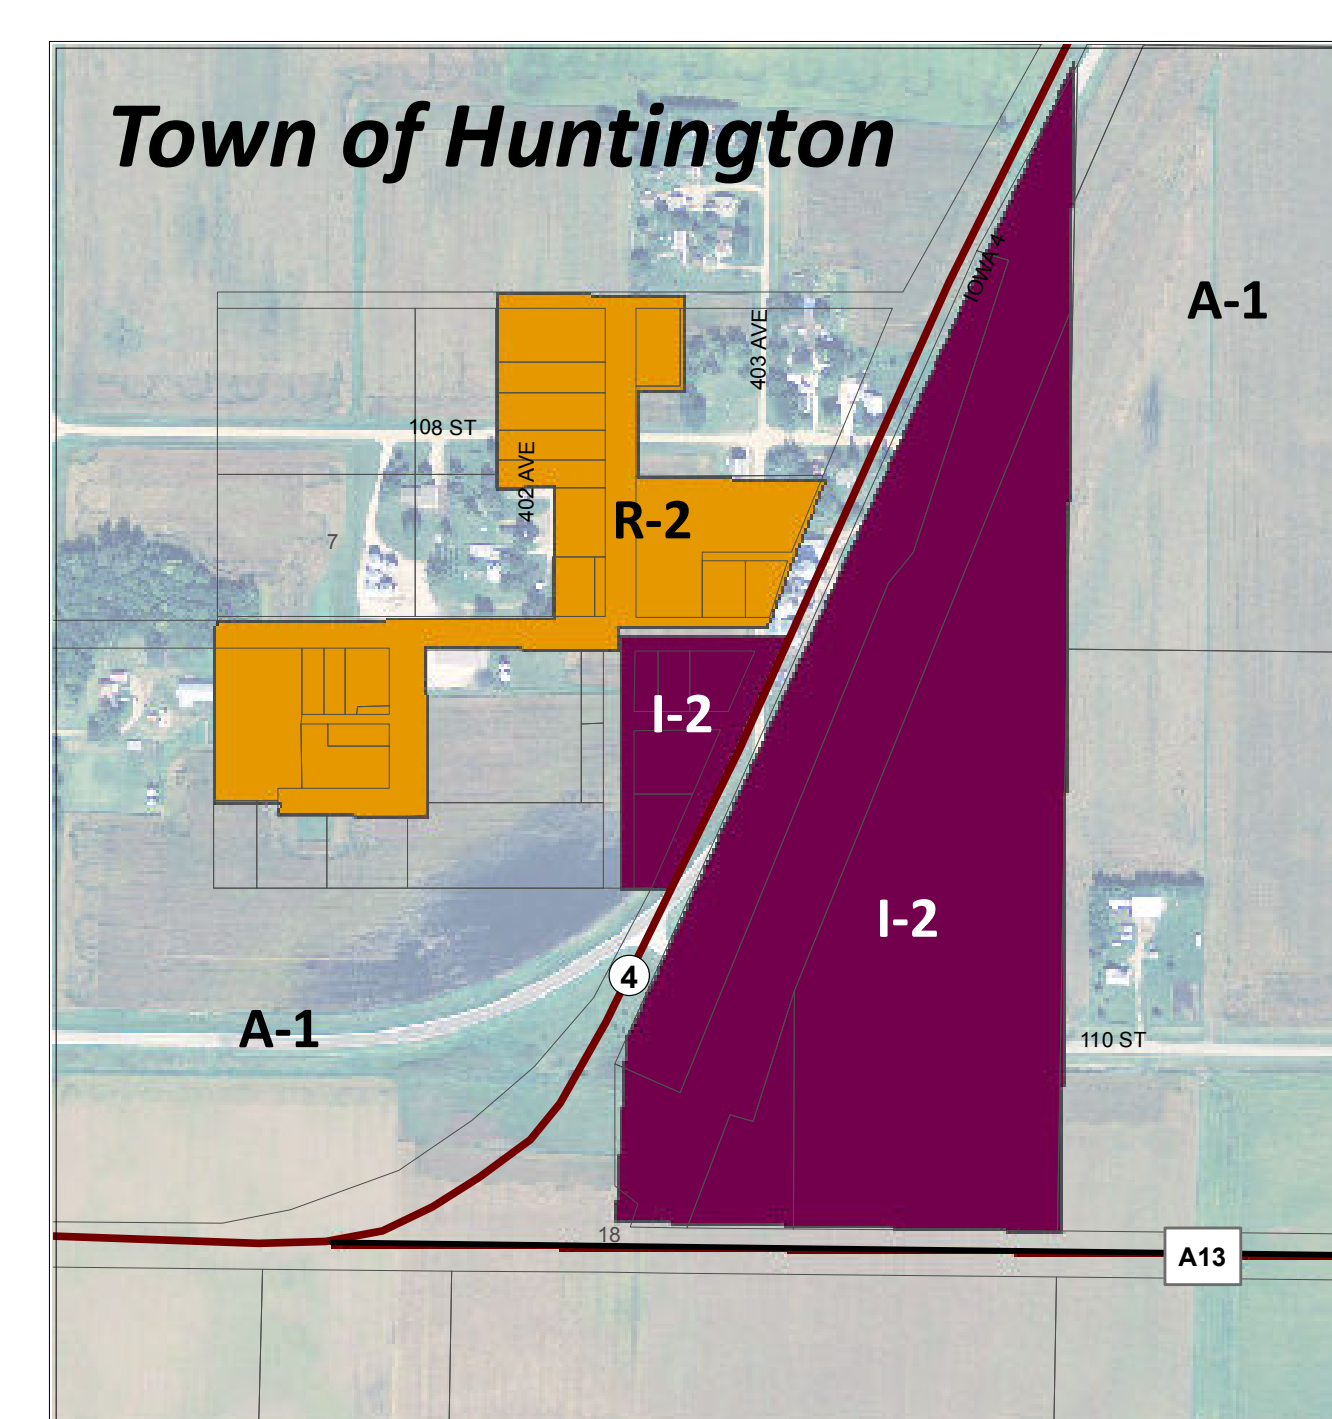 Town of Huntington
IOWA 4
A-1
403 AVE
108 ST
402 AVE
R-2
7
I-2
I-2
4
A-1
110 ST
18
A13